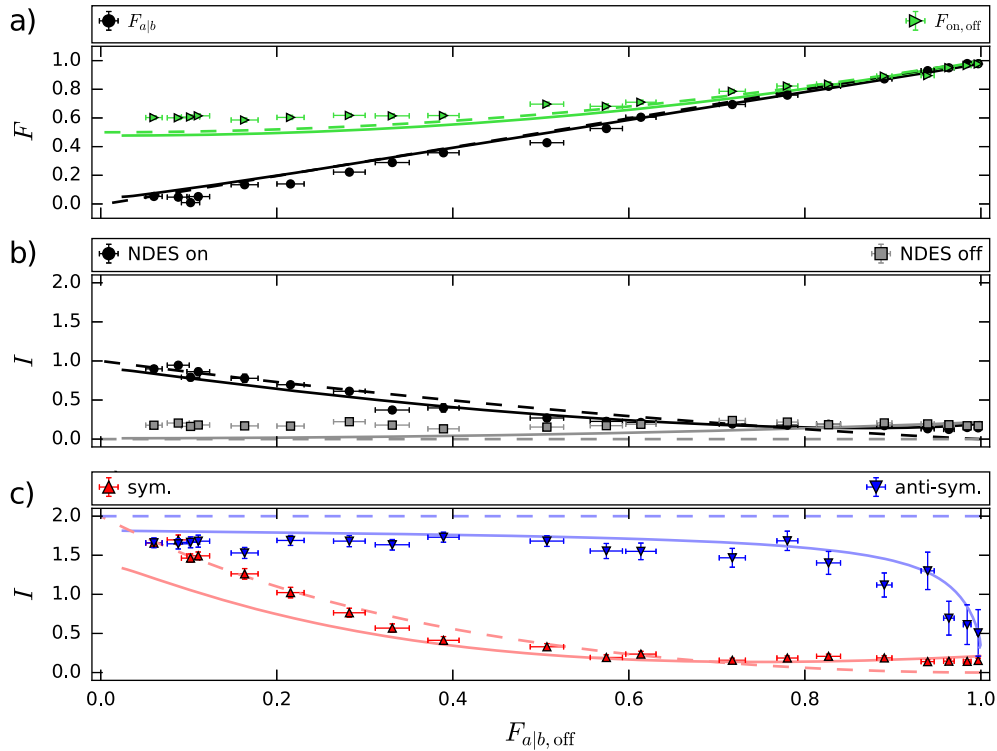 a)
F_{a|b}
F_{on,off}
1.0
0.8
0.6
0.4
0.2
0.0
F
b)
NDES on
NDES off
2.0
1.5
1.0
0.5
0.0
I
c)
sym.
anti-sym.
2.0
1.5
1.0
0.5
0.0
I
0.0 0.2 0.4 0.6 0.8 1.0
F_{a|b, off}